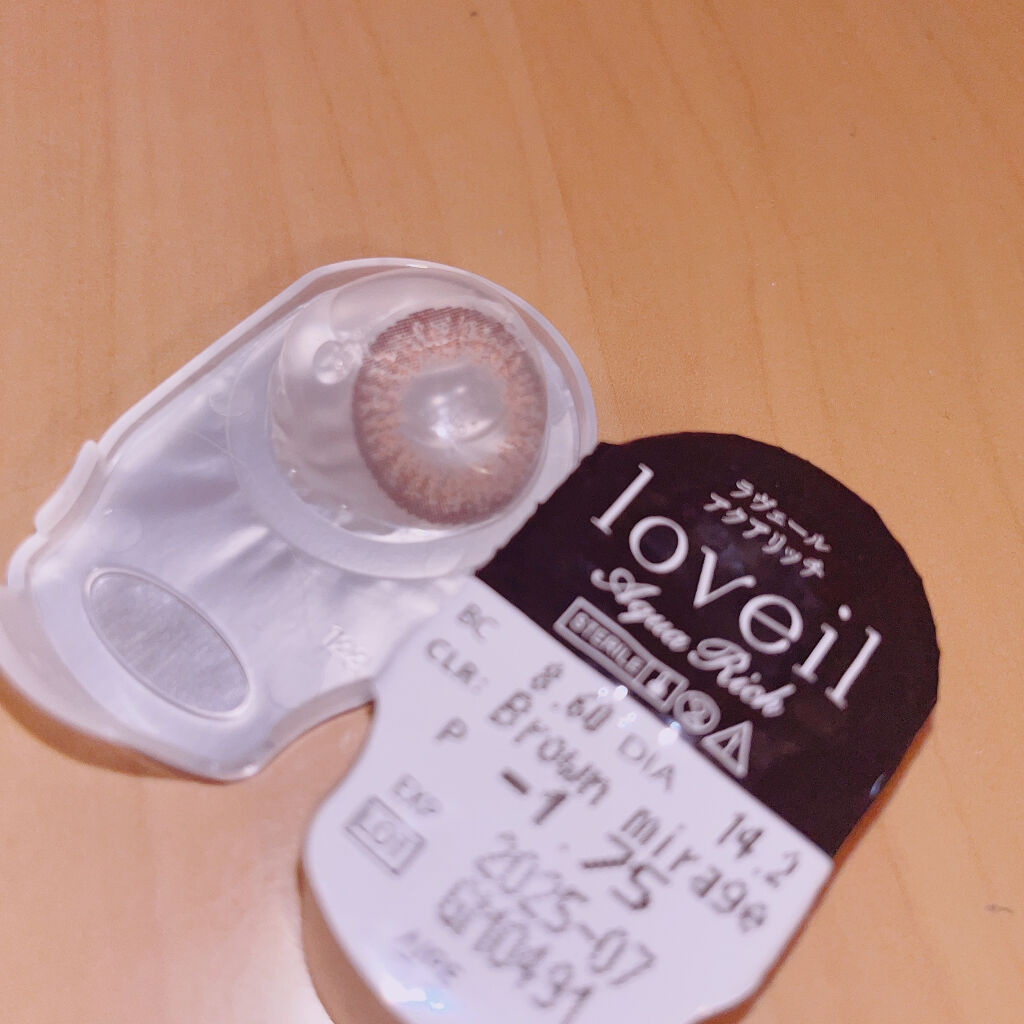 ラヴェール
アクアリッチ
loveil
Aqua Rich
STERILE
BC 8.60 DIA 14.2
CLR: Brown mirage
P -1.75
EXP 2025-07
LOT
122